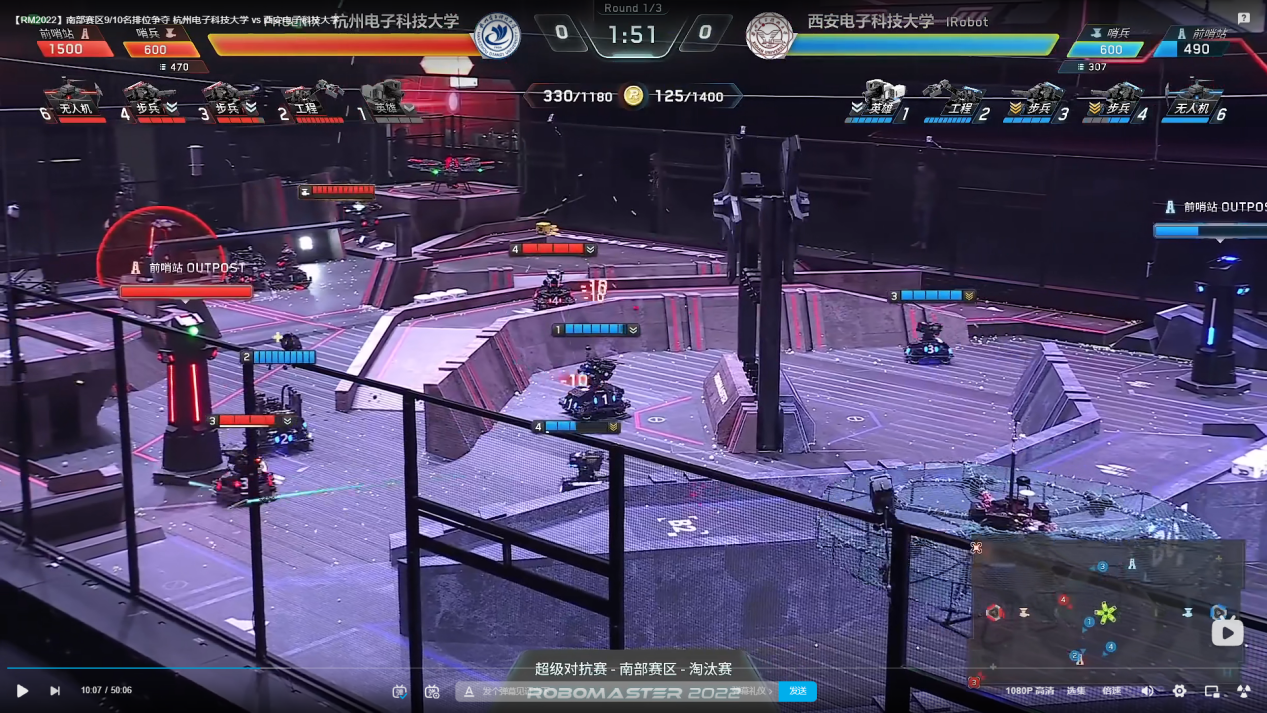 【RM2022】南部赛区9/10名排位争夺 杭州电子科技大学 vs 西安电子科技大学
杭州电子科技大学
0
Round 1/3
1:51
0
西安电子科技大学 IRobot
前哨站
1500
哨兵
600
470
哨兵
600
307
前哨站
490
6 无人机
4 步兵
3 步兵
2 工程
1 英雄
330/1180
125/1400
英雄 1
工程 2
步兵 3
步兵 4
无人机 6
前哨站 OUTPOST
4
10
前哨站 OUTPOS
3
1
2
10
3
4
超级对抗赛 - 南部赛区 - 淘汰赛
ROBOMASTER 2022
10:07 / 50:06
发送
1080P 高清
选集
倍速